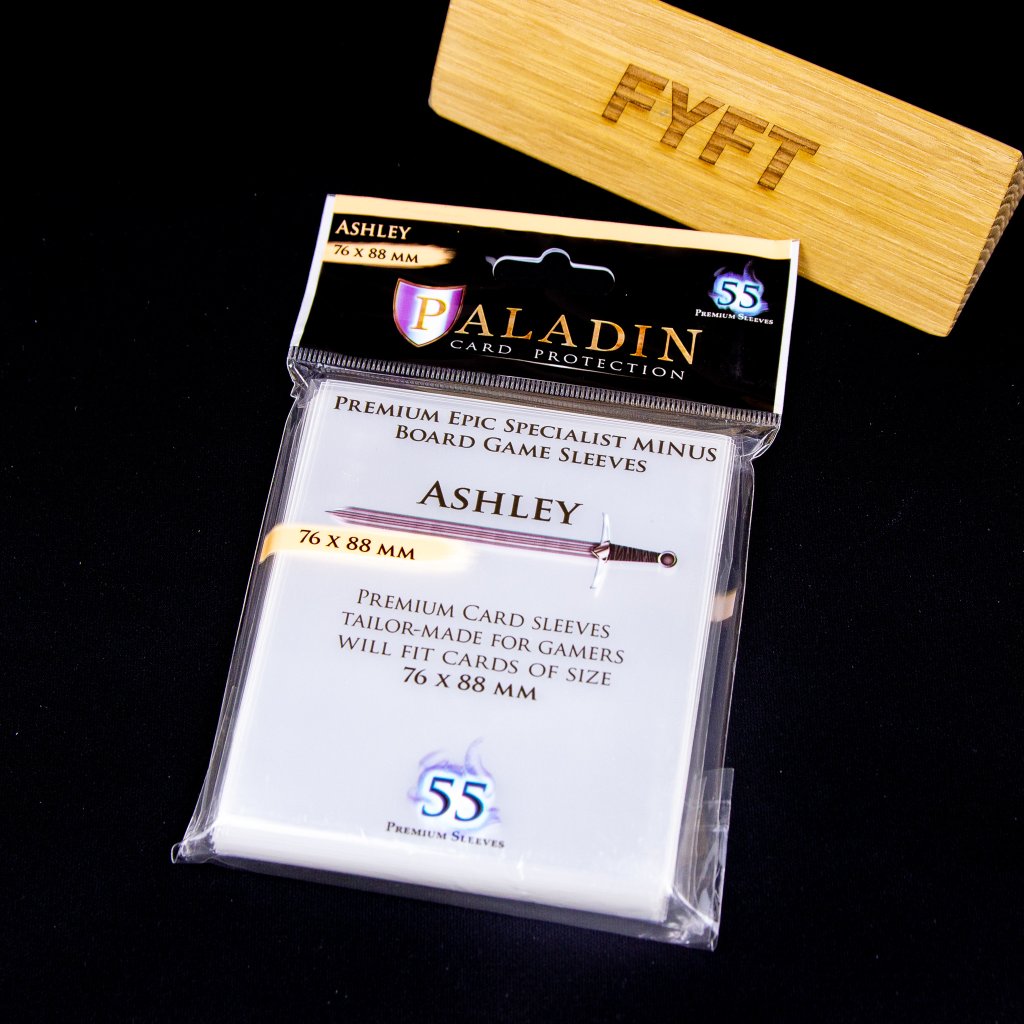 FYFT
ASHLEY
76 X 88 MM
55
PREMIUM SLEEVES
PALADIN
CARD PROTECTION
PREMIUM EPIC SPECIALIST MINUS
BOARD GAME SLEEVES
ASHLEY
76 X 88 MM
PREMIUM CARD SLEEVES
TAILOR-MADE FOR GAMERS
WILL FIT CARDS OF SIZE
76 X 88 MM
55
PREMIUM SLEEVES